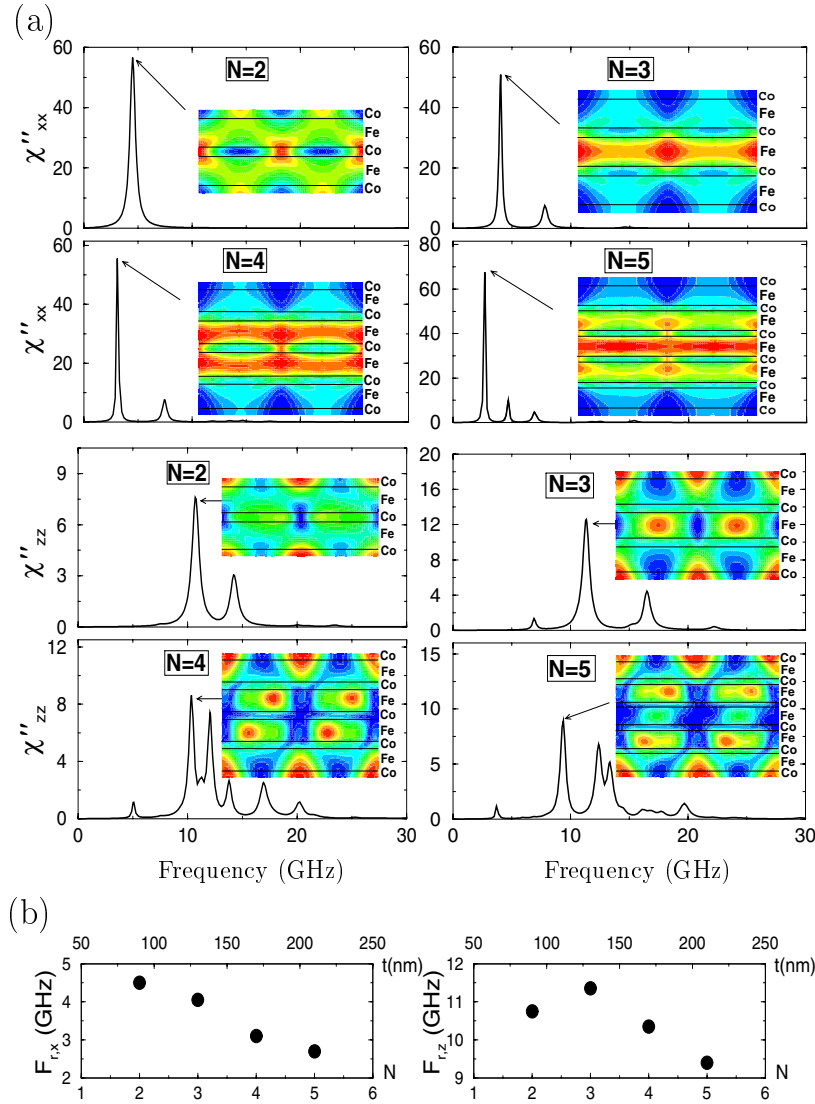 (a)
N=2
60
40
20
0
χ''xx
Co
Fe
Co
Fe
Co
N=3
60
40
20
0
Co
Fe
Co
Fe
Co
Fe
Co
N=4
60
40
20
0
χ''xx
Co
Fe
Co
Fe
Co
Fe
Co
Fe
Co
N=5
80
60
40
20
0
Co
Fe
Co
Fe
Co
Fe
Co
Fe
Co
Fe
Co
N=2
9
6
3
0
χ''zz
Co
Fe
Co
Fe
Co
N=3
20
16
12
8
4
0
Co
Fe
Co
Fe
Co
Fe
Co
N=4
11
8
5
3
0
χ''zz
Co
Fe
Co
Fe
Co
Fe
Co
Fe
Co
0 10 20 30
Frequency (GHz)
N=5
15
10
5
0
Co
Fe
Co
Fe
Co
Fe
Co
Fe
Co
Fe
Co
0 10 20 30
Frequency (GHz)
(b)
50 100 150 200 250
t(nm)
5
4
3
2
Fr,x (GHz)
N
1 2 3 4 5 6
50 100 150 200 250
t(nm)
12
11
10
9
Fr,z (GHz)
N
1 2 3 4 5 6